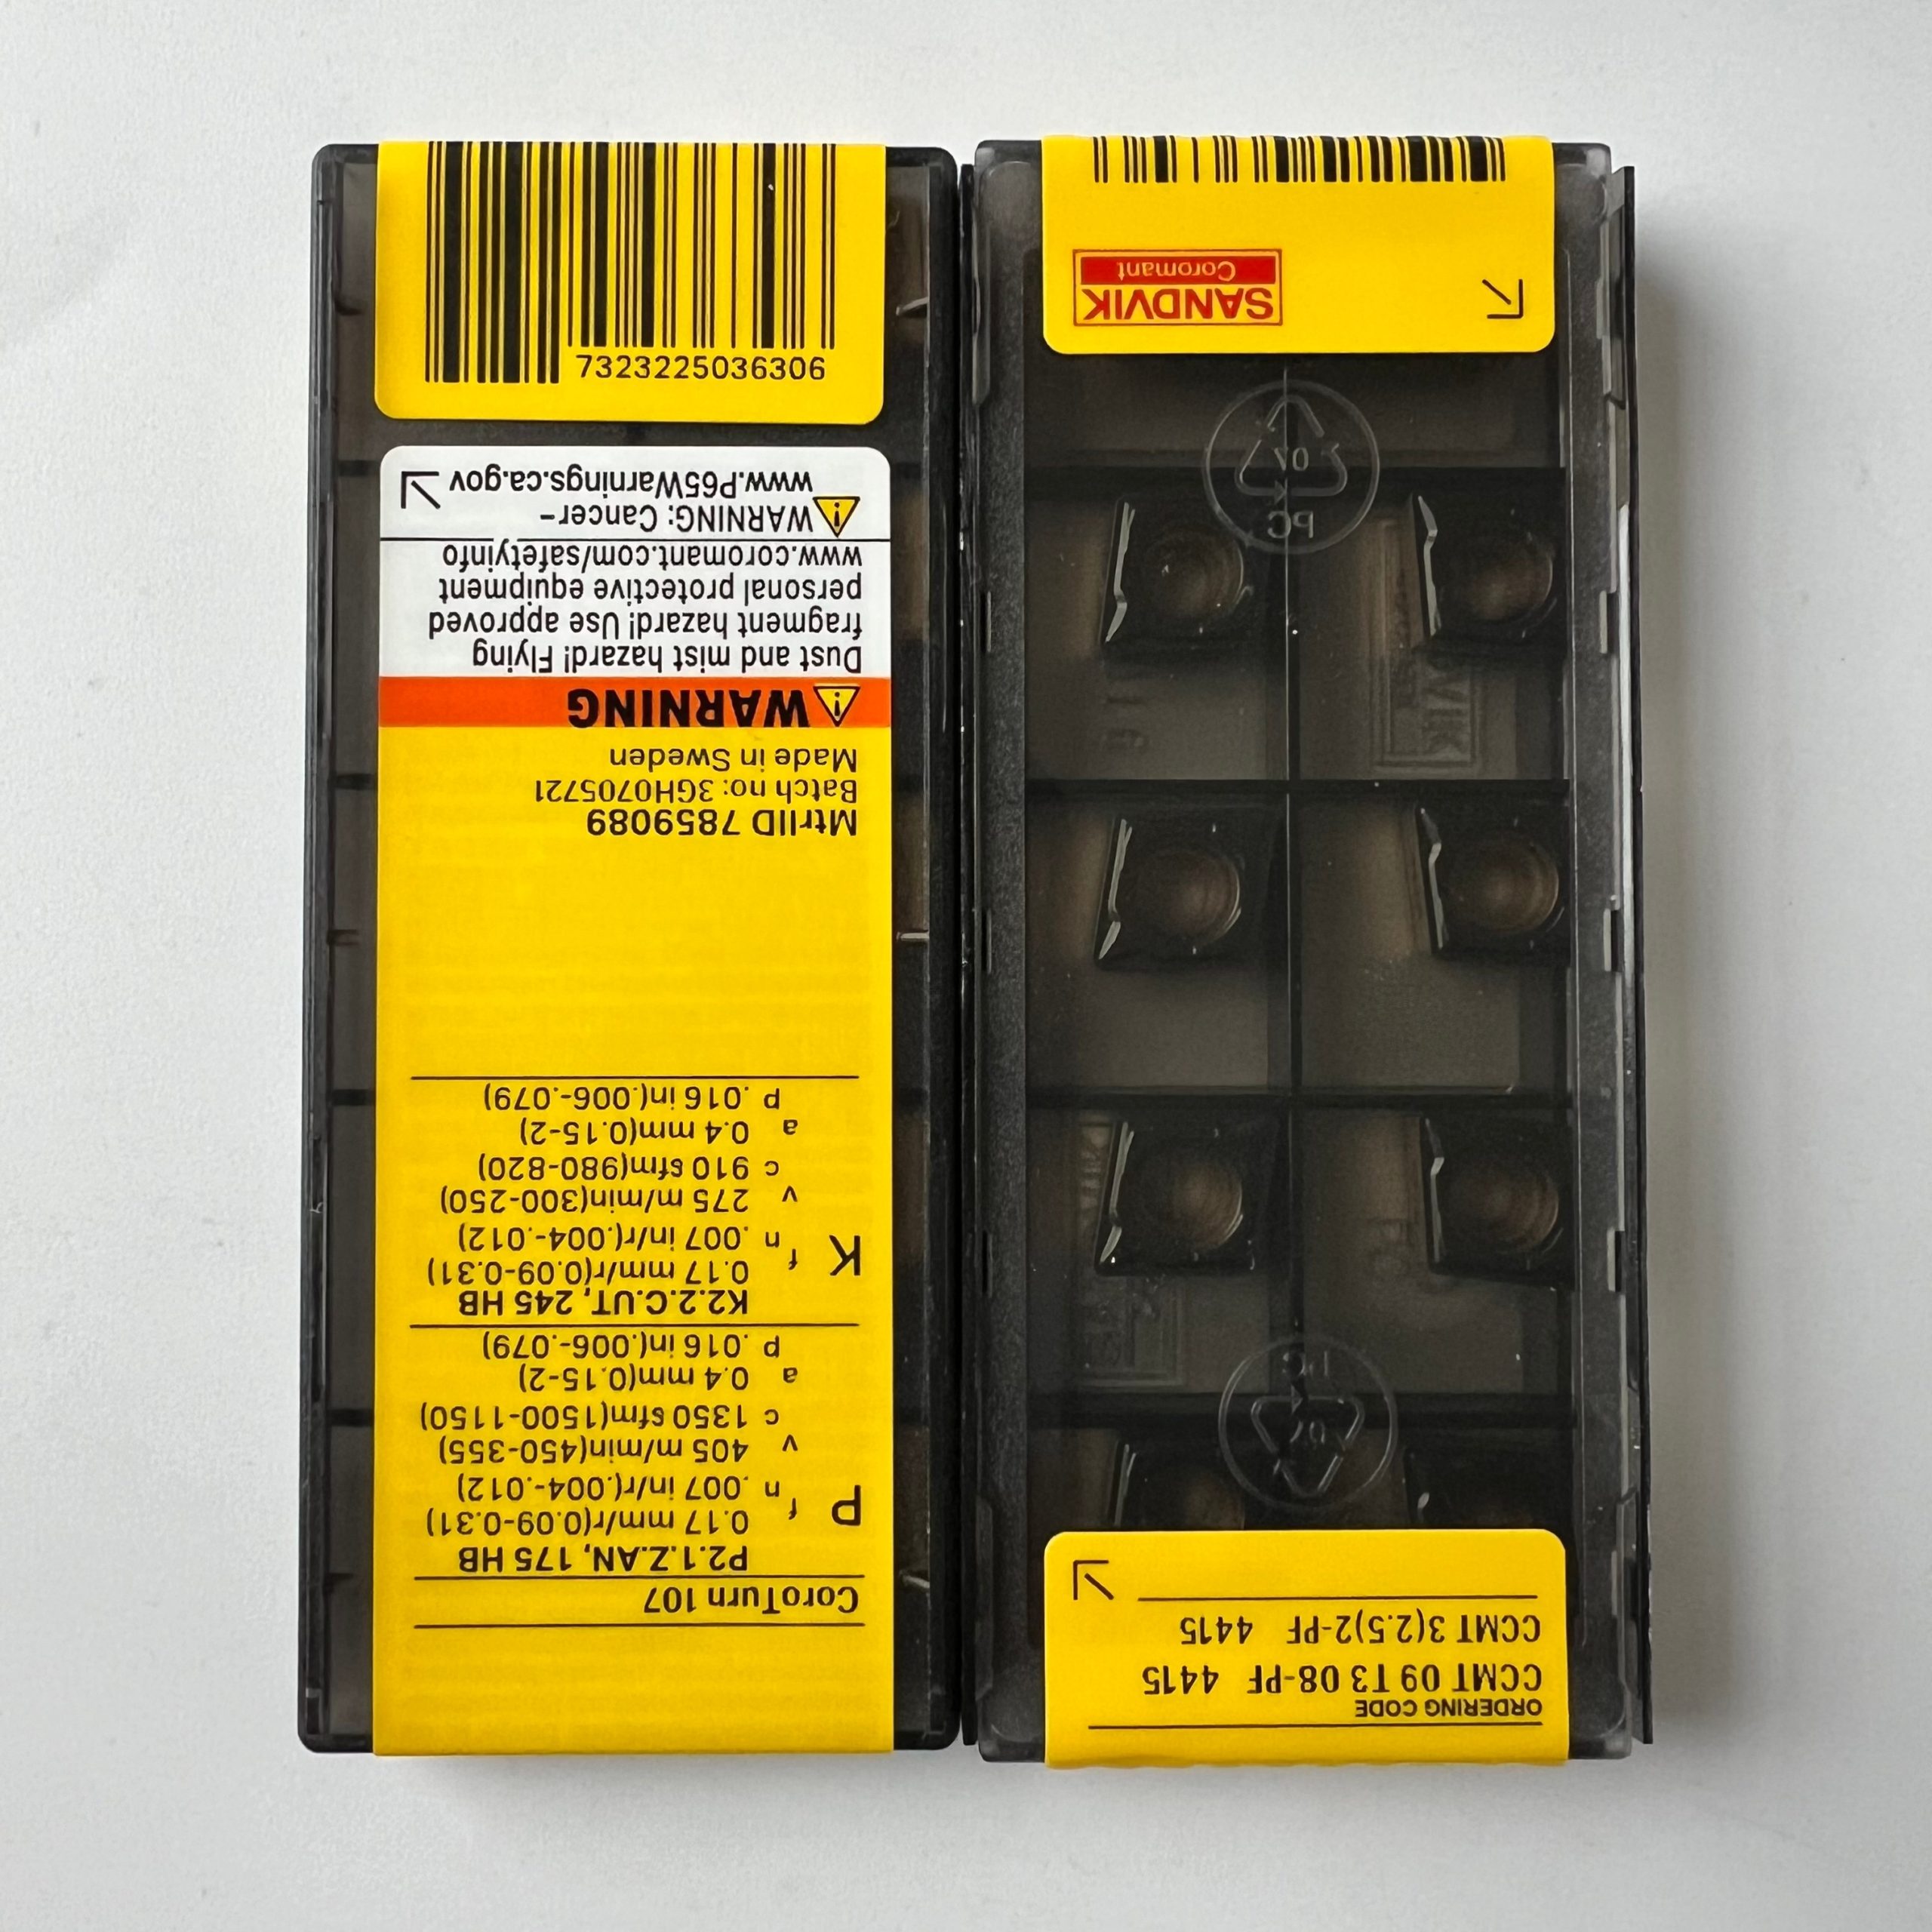 7323225036306
CoroTurn 107
P2.1.Z.AN, 175 HB
P
f n 0.17 mm/r(0.09-0.31)
.007 in/r(.004-.012)
v c 405 m/min(450-355)
1350 sfm(1500-1150)
a p 0.4 mm(0.15-2)
.016 in(.006-.079)
K2.2.C.UT, 245 HB
K
f n 0.17 mm/r(0.09-0.31)
.007 in/r(.004-.012)
v c 275 m/min(300-250)
910 sfm(980-820)
a p 0.4 mm(0.15-2)
.016 in(.006-.079)
MtrlID 7859089
Batch no: 3GH0705721
Made in Sweden
WARNING
Dust and mist hazard! Flying
fragment hazard! Use approved
personal protective equipment
www.coromant.com/safetyinfo
WARNING: Cancer-
www.P65Warnings.ca.gov
ORDERING CODE
CCMT 09 T3 08-PF 4415
CCMT 3(2.5)2-PF 4415
SANDVIK
Coromant
PC
07
PC
07